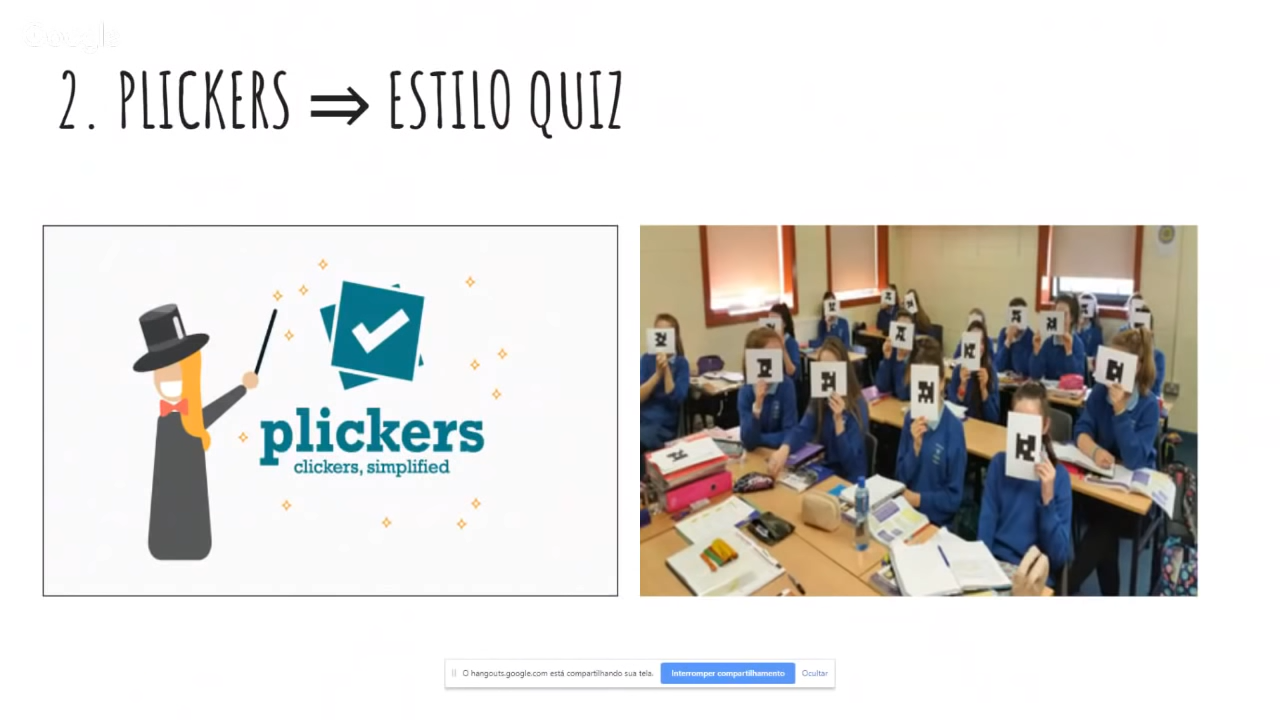 Google
2. PLICKERS ⇒ ESTILO QUIZ
plickers
clickers, simplified
O hangouts.google.com está compartilhando sua tela.
Interromper compartilhamento
Ocultar